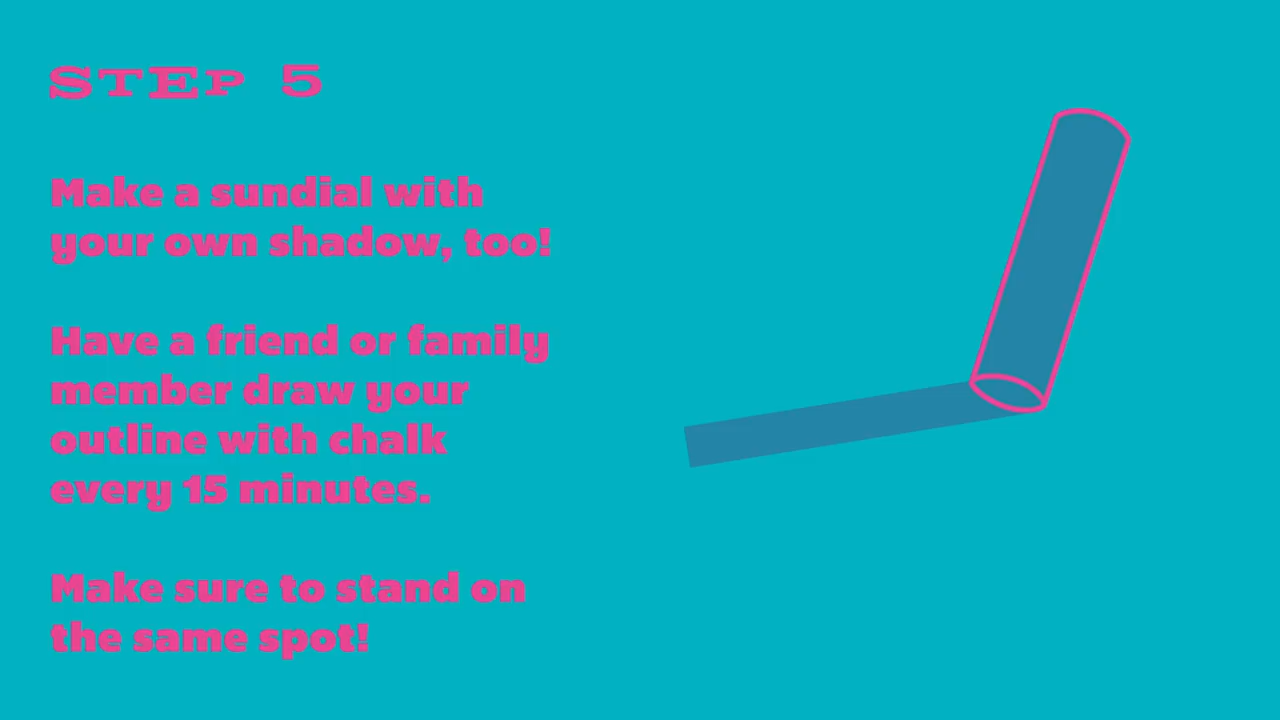 STEP 5
Make a sundial with
your own shadow, too!
Have a friend or family
member draw your
outline with chalk
every 15 minutes.
Make sure to stand on
the same spot!